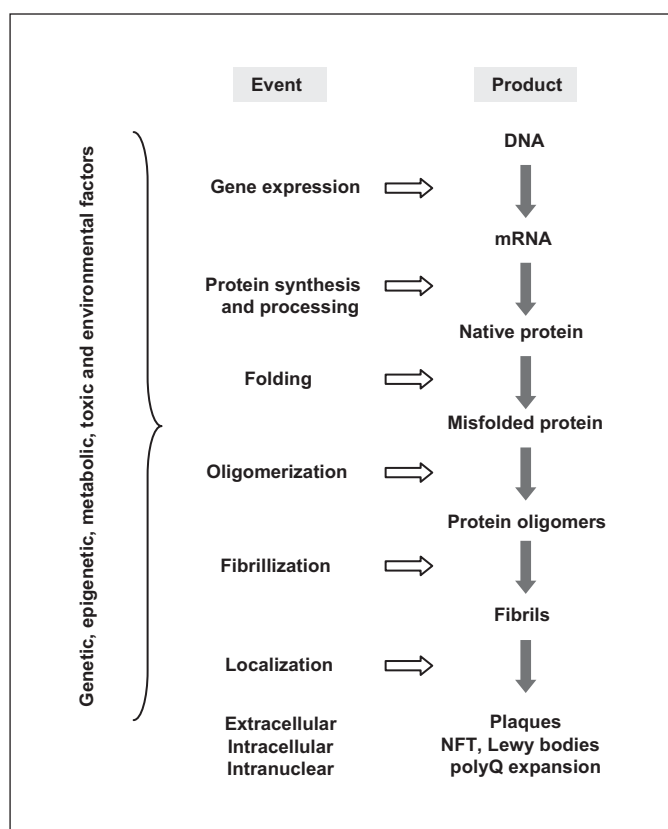 Event
Product
Genetic, epigenetic, metabolic, toxic and environmental factors
DNA
Gene expression
mRNA
Protein synthesis
and processing
Native protein
Folding
Misfolded protein
Oligomerization
Protein oligomers
Fibrillization
Fibrils
Localization
Extracellular
Intracellular
Intranuclear
Plaques
NFT, Lewy bodies
polyQ expansion